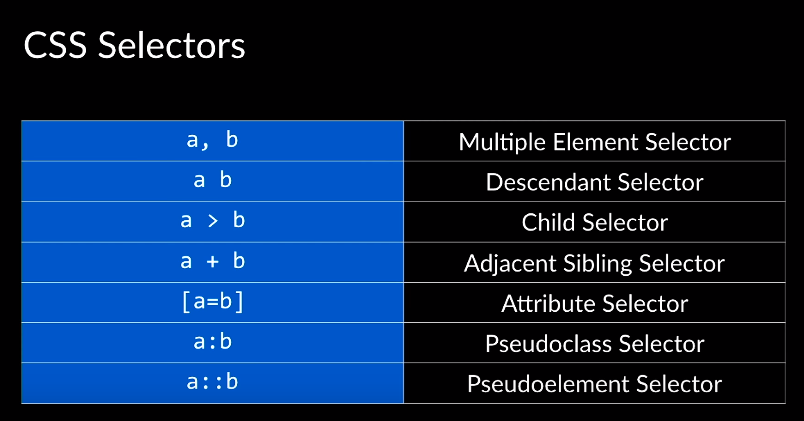 CSS Selectors
a, b Multiple Element Selector
a b Descendant Selector
a > b Child Selector
a + b Adjacent Sibling Selector
[a=b] Attribute Selector
a:b Pseudoclass Selector
a::b Pseudoelement Selector